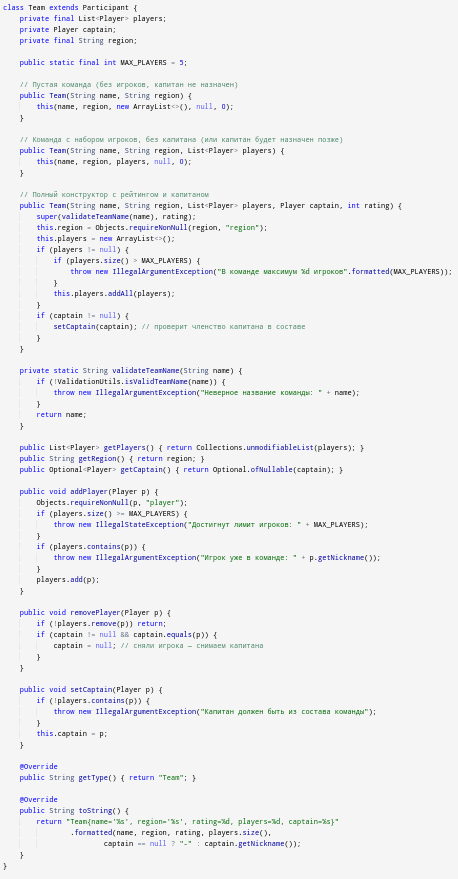 class Team extends Participant {
    private final List<Player> players;
    private Player captain;
    private final String region;

    public static final int MAX_PLAYERS = 5;

    // Пустая команда (без игроков, капитан не назначен)
    public Team(String name, String region) {
        this(name, region, new ArrayList<>(), null, 0);
    }

    // Команда с набором игроков, без капитана (или капитан будет назначен позже)
    public Team(String name, String region, List<Player> players) {
        this(name, region, players, null, 0);
    }

    // Полный конструктор с рейтингом и капитаном
    public Team(String name, String region, List<Player> players, Player captain, int rating) {
        super(validateTeamName(name), rating);
        this.region = Objects.requireNonNull(region, "region");
        this.players = new ArrayList<>();
        if (players != null) {
            if (players.size() > MAX_PLAYERS) {
                throw new IllegalArgumentException("В команде максимум %d игроков".formatted(MAX_PLAYERS));
            }
            this.players.addAll(players);
        }
        if (captain != null) {
            setCaptain(captain); // проверит членство капитана в составе
        }
    }

    private static String validateTeamName(String name) {
        if (!ValidationUtils.isValidTeamName(name)) {
            throw new IllegalArgumentException("Неверное название команды: " + name);
        }
        return name;
    }

    public List<Player> getPlayers() { return Collections.unmodifiableList(players); }
    public String getRegion() { return region; }
    public Optional<Player> getCaptain() { return Optional.ofNullable(captain); }

    public void addPlayer(Player p) {
        Objects.requireNonNull(p, "player");
        if (players.size() >= MAX_PLAYERS) {
            throw new IllegalStateException("Достигнут лимит игроков: " + MAX_PLAYERS);
        }
        if (players.contains(p)) {
            throw new IllegalArgumentException("Игрок уже в команде: " + p.getNickname());
        }
        players.add(p);
    }

    public void removePlayer(Player p) {
        if (!players.remove(p)) return;
        if (captain != null && captain.equals(p)) {
            captain = null; // сняли игрока — снимаем капитана
        }
    }

    public void setCaptain(Player p) {
        if (!players.contains(p)) {
            throw new IllegalArgumentException("Капитан должен быть из состава команды");
        }
        this.captain = p;
    }

    @Override
    public String getType() { return "Team"; }

    @Override
    public String toString() {
        return "Team{name='%s', region='%s', rating=%d, players=%d, captain=%s}"
                .formatted(name, region, rating, players.size(),
                        captain == null ? "-" : captain.getNickname());
    }
}